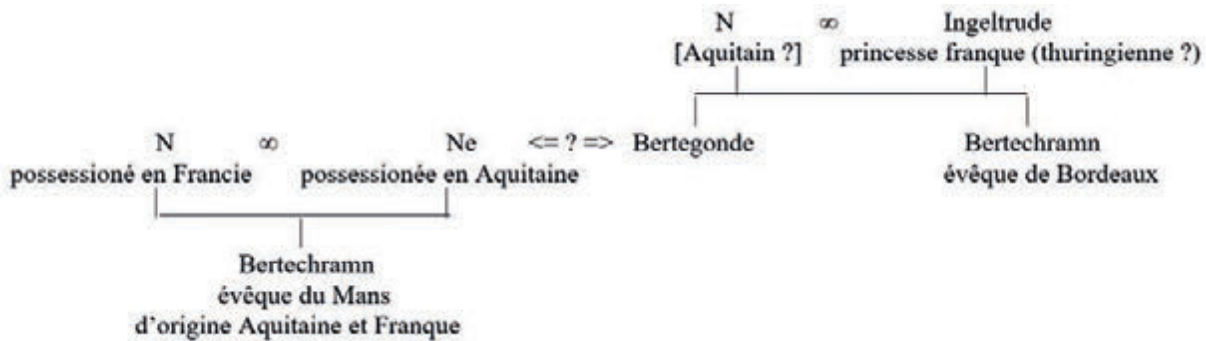 N ∞ Ingeltrude
[Aquitain ?] princesse franque (thuringienne ?)
N ∞ Ne <= ? => Bertegonde Bertechramn
possessioné en Francie possessionée en Aquitaine évêque de Bordeaux
Bertechramn
évêque du Mans
d'origine Aquitaine et Franque